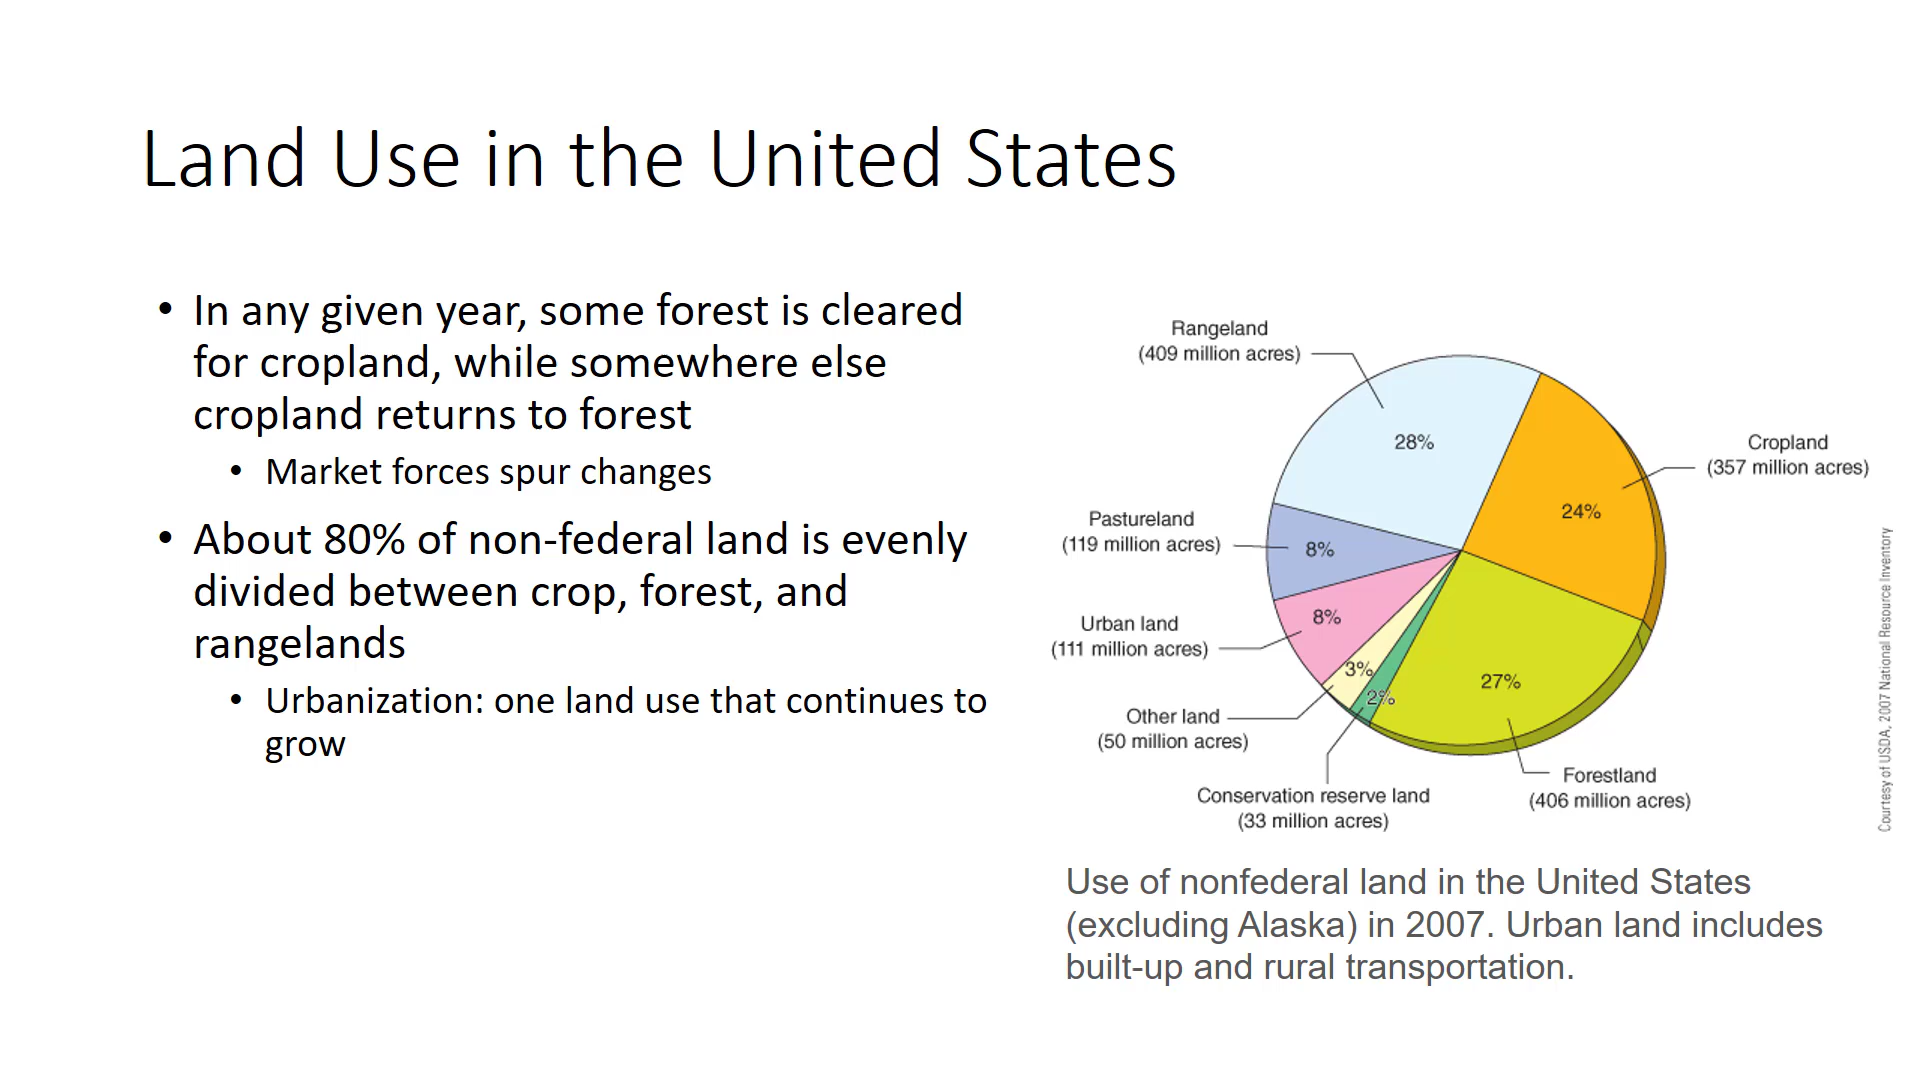 Land Use in the United States
• In any given year, some forest is cleared
for cropland, while somewhere else
cropland returns to forest
• Market forces spur changes
• About 80% of non-federal land is evenly
divided between crop, forest, and
rangelands
• Urbanization: one land use that continues to
grow
Rangeland
(409 million acres)
28%
Cropland
(357 million acres)
24%
Pastureland
(119 million acres)
8%
Urban land
(111 million acres)
8%
Other land
(50 million acres)
3%
Conservation reserve land
(33 million acres)
2%
27%
Forestland
(406 million acres)
Courtesy of USDA, 2007 National Resource Inventory
Use of nonfederal land in the United States
(excluding Alaska) in 2007. Urban land includes
built-up and rural transportation.